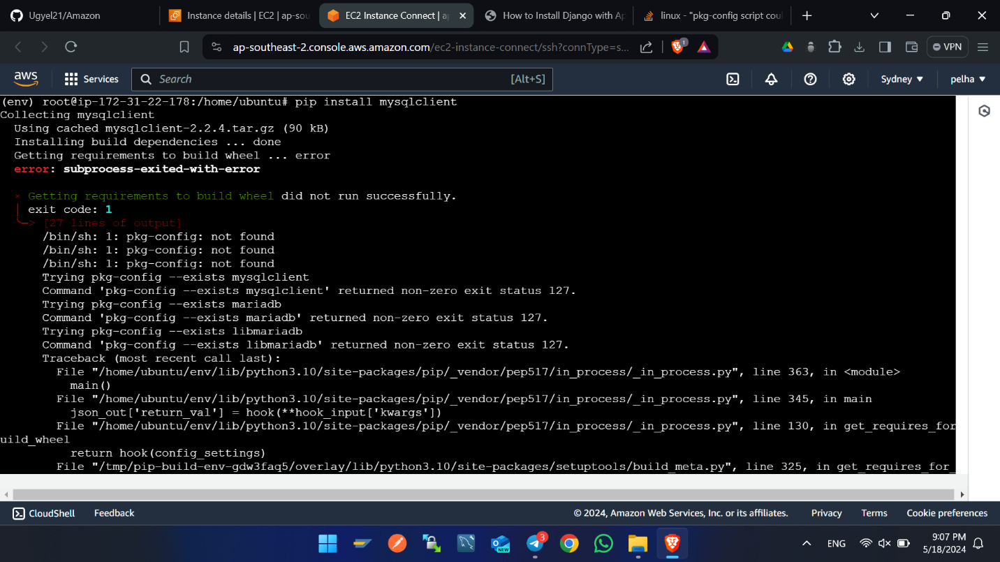 Ugyel21/Amazon
Instance details | EC2 | ap-sou
EC2 Instance Connect | a
How to Install Django with Ap
linux - "pkg-config script coul
ap-southeast-2.console.aws.amazon.com/ec2-instance-connect/ssh?connType=s...
1
VPN
aws
Services
Search
[Alt+S]
Sydney
pelha
(env) root@ip-172-31-22-178:/home/ubuntu# pip install mysqlclient
Collecting mysqlclient
Using cached mysqlclient-2.2.4.tar.gz (90 kB)
Installing build dependencies ... done
Getting requirements to build wheel ... error
error: subprocess-exited-with-error
× Getting requirements to build wheel did not run successfully.
│ exit code: 1
╰─> [27 lines of output]
/bin/sh: 1: pkg-config: not found
/bin/sh: 1: pkg-config: not found
/bin/sh: 1: pkg-config: not found
Trying pkg-config --exists mysqlclient
Command 'pkg-config --exists mysqlclient' returned non-zero exit status 127.
Trying pkg-config --exists mariadb
Command 'pkg-config --exists mariadb' returned non-zero exit status 127.
Trying pkg-config --exists libmariadb
Command 'pkg-config --exists libmariadb' returned non-zero exit status 127.
Traceback (most recent call last):
File "/home/ubuntu/env/lib/python3.10/site-packages/pip/_vendor/pep517/in_process/_in_process.py", line 363, in <module>
main()
File "/home/ubuntu/env/lib/python3.10/site-packages/pip/_vendor/pep517/in_process/_in_process.py", line 345, in main
json_out['return_val'] = hook(**hook_input['kwargs'])
File "/home/ubuntu/env/lib/python3.10/site-packages/pip/_vendor/pep517/in_process/_in_process.py", line 130, in get_requires_for
uild_wheel
return hook(config_settings)
File "/tmp/pip-build-env-gdw3faq5/overlay/lib/python3.10/site-packages/setuptools/build_meta.py", line 325, in get_requires_for_
CloudShell
Feedback
© 2024, Amazon Web Services, Inc. or its affiliates.
Privacy
Terms
Cookie preferences
NEW
3
ENG
9:07 PM
5/18/2024